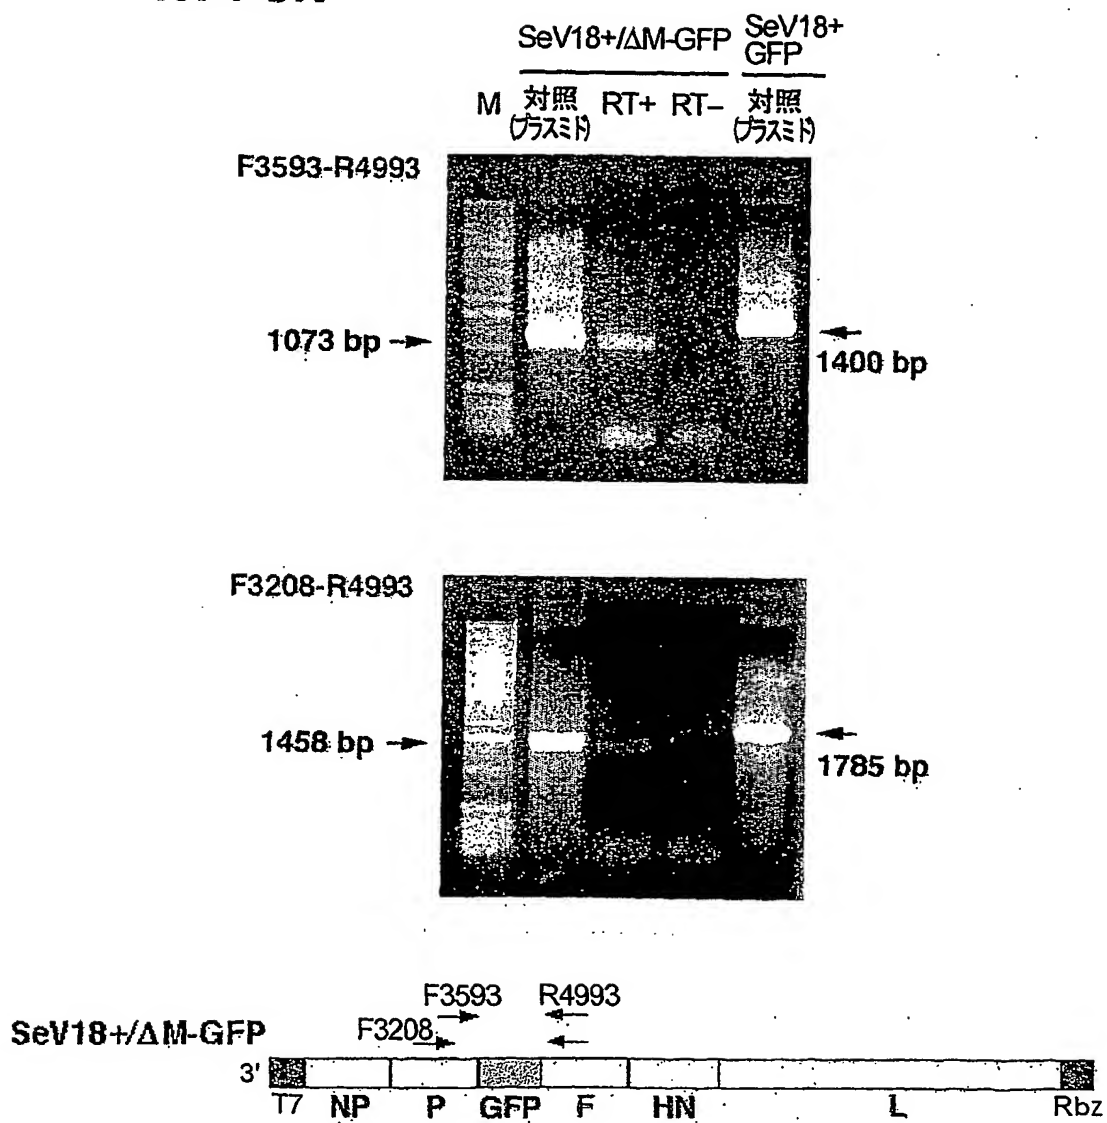 SeV18+/ΔM-GFP
SeV18+
GFP
M 対照 RT+ RT- 対照
(プラスミド) (プラスミド)
F3593-R4993
1073 bp
1400 bp
F3208-R4993
1458 bp
1785 bp
F3593 R4993
SeV18+/ΔM-GFP F3208
3'
T7 NP P GFP F HN L Rbz